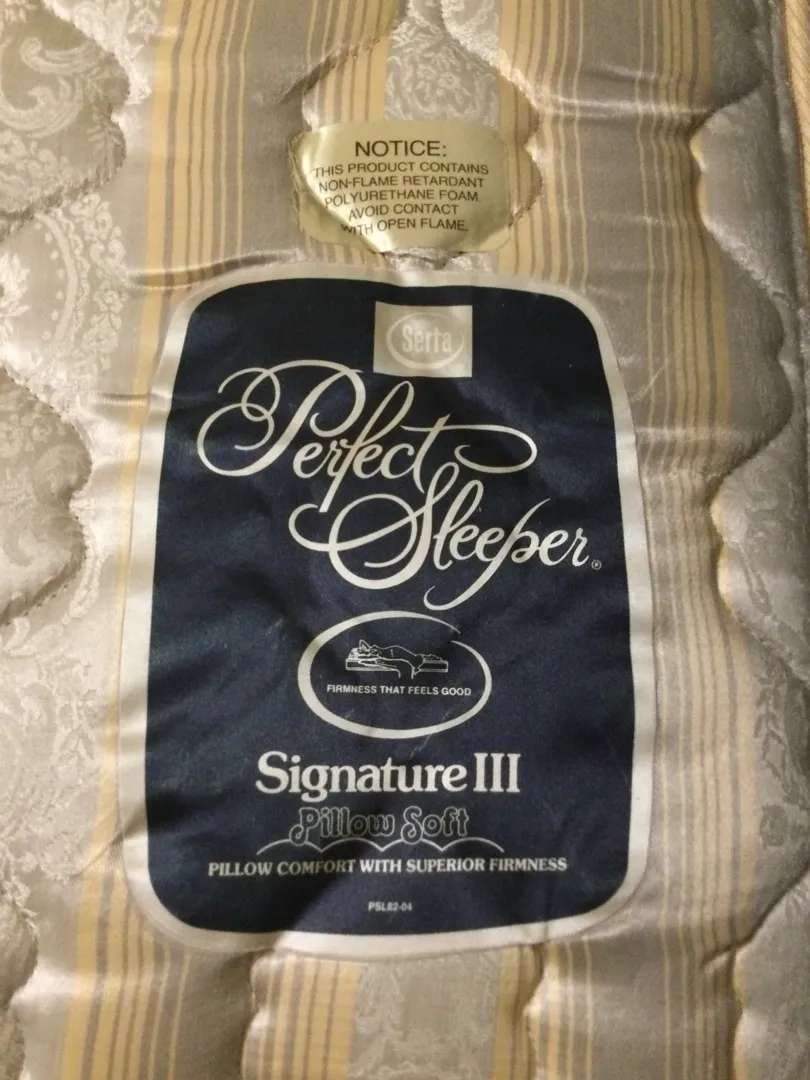 NOTICE:
THIS PRODUCT CONTAINS
NON-FLAME RETARDANT
POLYURETHANE FOAM.
AVOID CONTACT
WITH OPEN FLAME.
Serta
Perfect
Sleeper®
FIRMNESS THAT FEELS GOOD
Signature III
Pillow Soft
PILLOW COMFORT WITH SUPERIOR FIRMNESS
PSL82-04